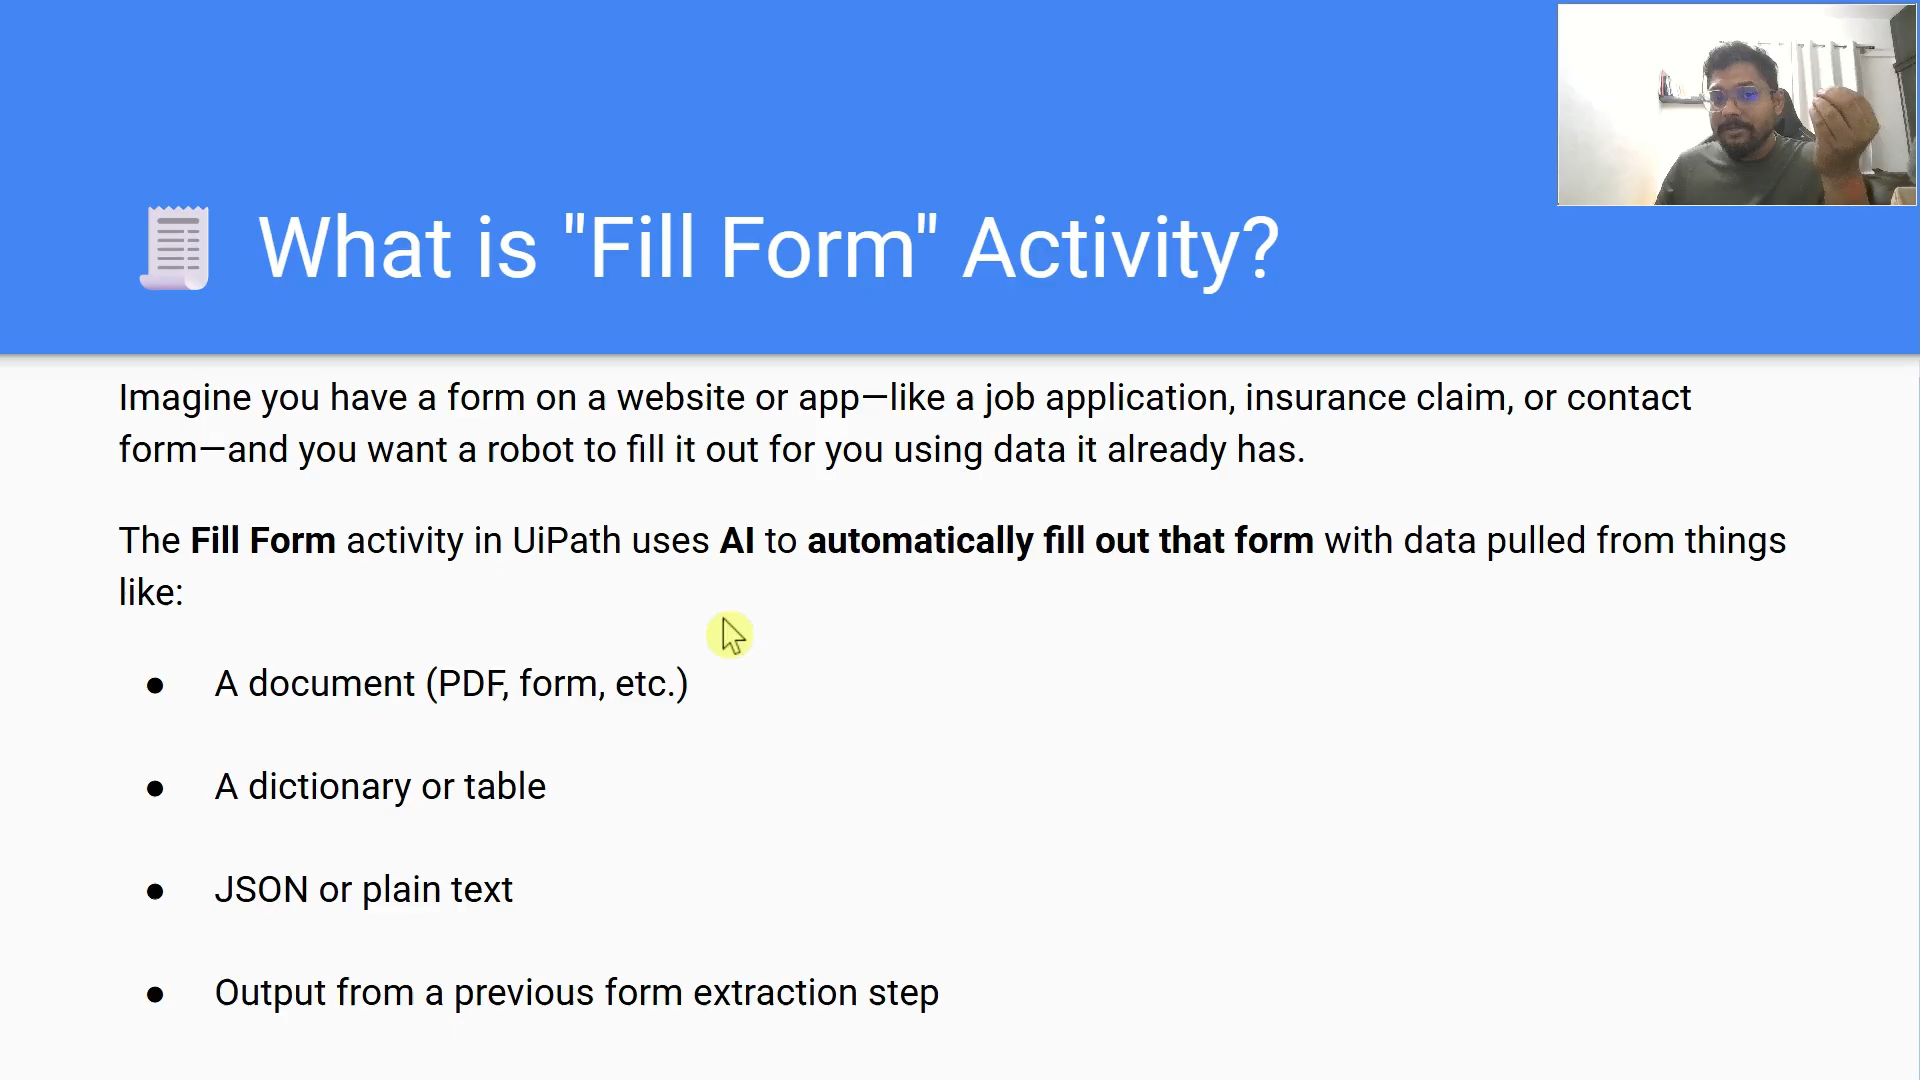 What is "Fill Form" Activity?
Imagine you have a form on a website or app—like a job application, insurance claim, or contact
form—and you want a robot to fill it out for you using data it already has.
The Fill Form activity in UiPath uses AI to automatically fill out that form with data pulled from things
like:
● A document (PDF, form, etc.)
● A dictionary or table
● JSON or plain text
● Output from a previous form extraction step